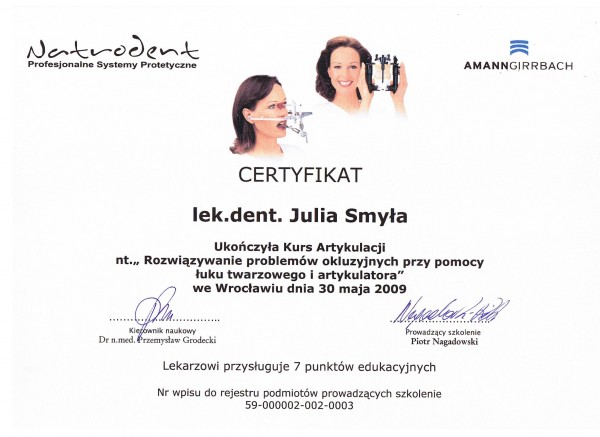 Natrodent
Profesjonalne Systemy Protetyczne
AMANNGIRRBACH
CERTYFIKAT
lek.dent. Julia Smyła
Ukończyła Kurs Artykulacji
nt.„ Rozwiązywanie problemów okluzyjnych przy pomocy
łuku twarzowego i artykulatora”
we Wrocławiu dnia 30 maja 2009
Kierownik naukowy
Dr n.med. Przemysław Grodecki
Prowadzący szkolenie
Piotr Nagadowski
Lekarzowi przysługuje 7 punktów edukacyjnych
Nr wpisu do rejestru podmiotów prowadzących szkolenie
59-000002-002-0003